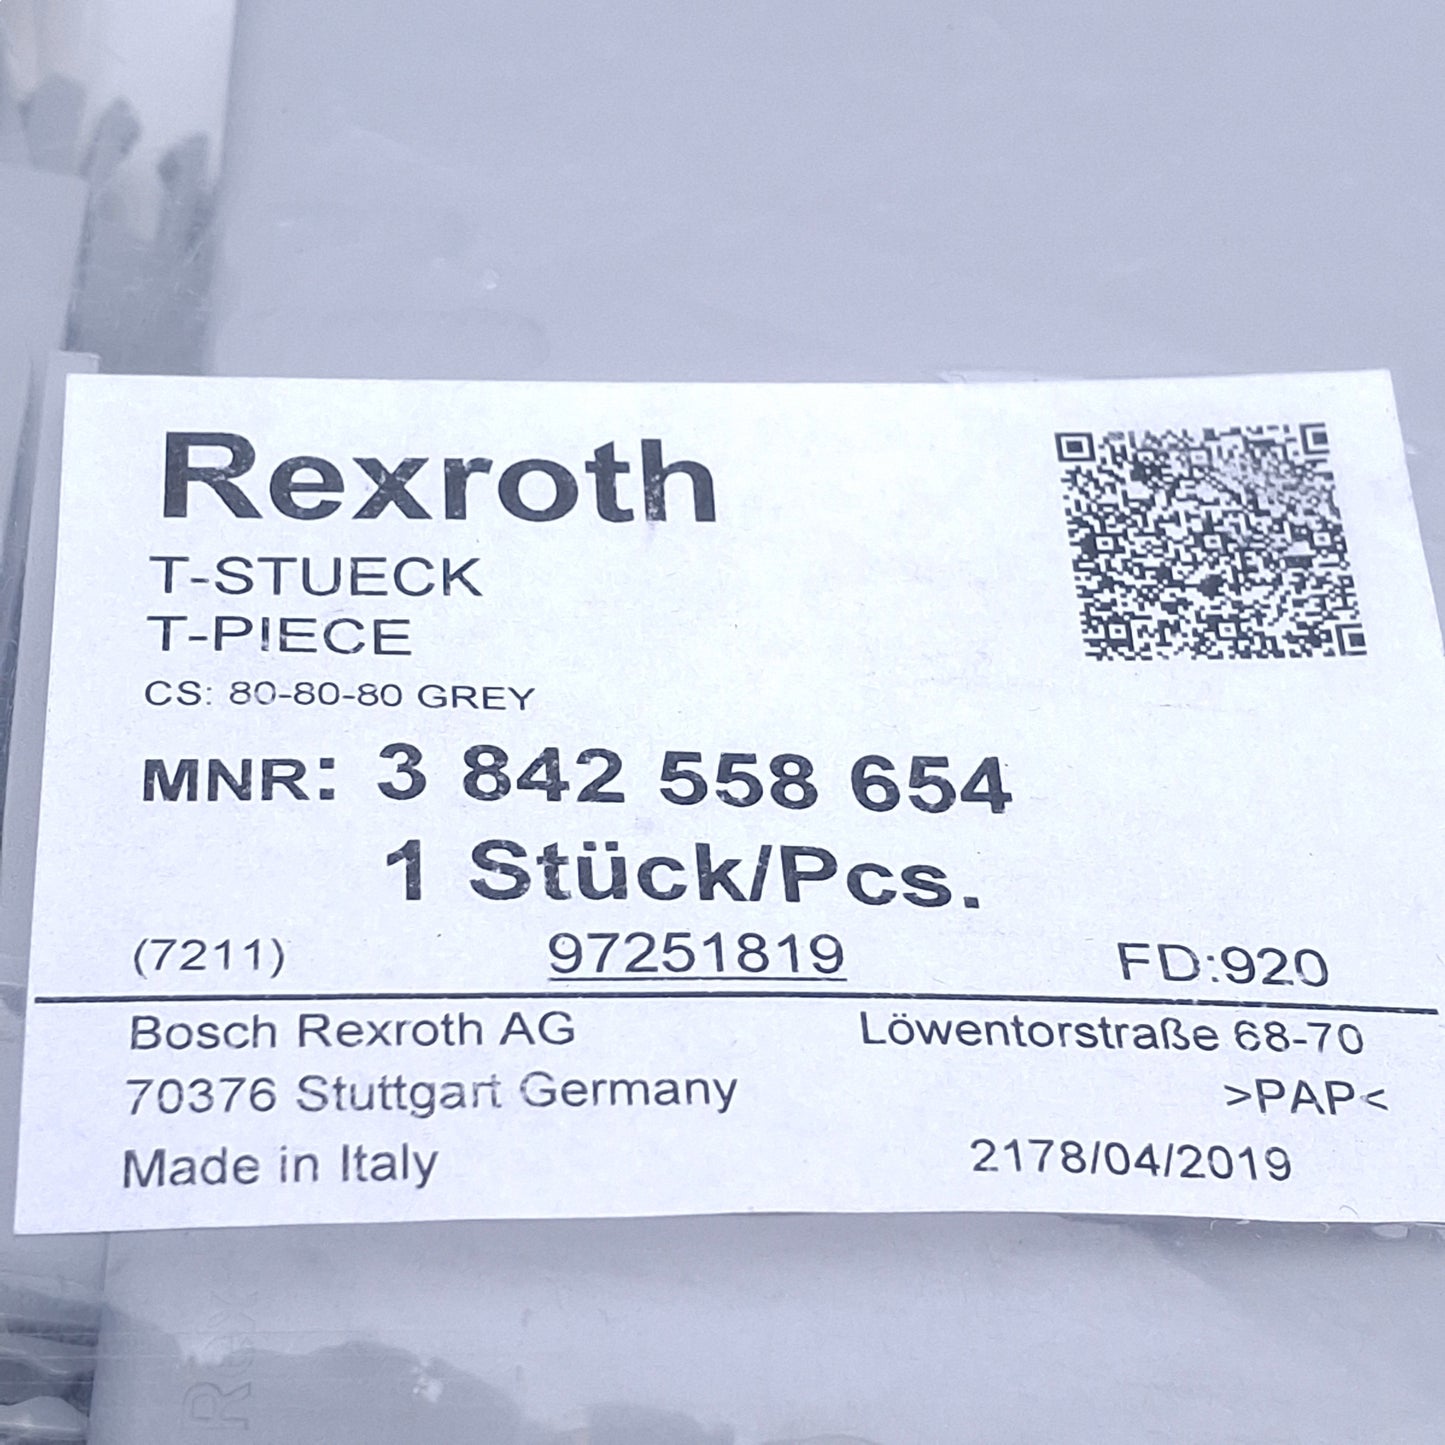 Rexroth
T-STUECK
T-PIECE
CS: 80-80-80 GREY
MNR: 3 842 558 654
1 Stück/Pcs.
(7211) 97251819 FD:920
Bosch Rexroth AG Löwentorstraße 68-70
70376 Stuttgart Germany >PAP<
Made in Italy 2178/04/2019
Rex